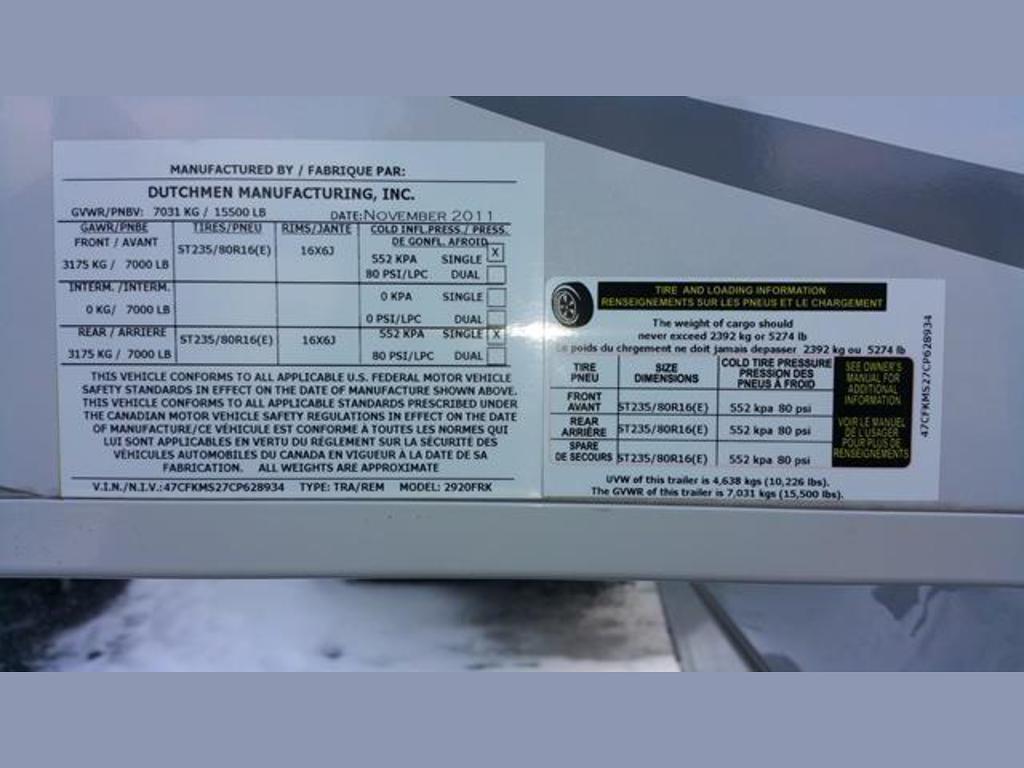 MANUFACTURED BY / FABRIQUE PAR:
DUTCHMEN MANUFACTURING, INC.
GVWR/PNBV: 7031 KG / 15500 LB DATE:NOVEMBER 2011
GAWR/PNBE TIRES/PNEU RIMS/JANTE COLD INFL.PRESS./ PRESS.
DE GONFL. AFROID
FRONT / AVANT ST235/80R16(E) 16X6J
552 KPA SINGLE X
3175 KG / 7000 LB 80 PSI/LPC DUAL
INTERM. /INTERM. 0 KPA SINGLE
0 KG/ 7000 LB 0 PSI/LPC DUAL
REAR / ARRIERE ST235/80R16(E) 16X6J 552 KPA SINGLE X
3175 KG / 7000 LB 80 PSI/LPC DUAL
THIS VEHICLE CONFORMS TO ALL APPLICABLE U.S. FEDERAL MOTOR VEHICLE
SAFETY STANDARDS IN EFFECT ON THE DATE OF MANUFACTURE SHOWN ABOVE.
THIS VEHICLE CONFORMS TO ALL APPLICABLE STANDARDS PRESCRIBED UNDER
THE CANADIAN MOTOR VEHICLE SAFETY REGULATIONS IN EFFECT ON THE DATE
OF MANUFACTURE/CE VÉHICULE EST CONFORME À TOUTES LES NORMES QUI
LUI SONT APPLICABLES EN VERTU DU RÈGLEMENT SUR LA SÉCURITÉ DES
VÉHICULES AUTOMOBILES DU CANADA EN VIGUEUR À LA DATE DE SA
FABRICATION. ALL WEIGHTS ARE APPROXIMATE
V.I.N./N.I.V.:47CFKMS27CP628934 TYPE: TRA/REM MODEL: 2920FRK
TIRE AND LOADING INFORMATION
RENSEIGNEMENTS SUR LES PNEUS ET LE CHARGEMENT
The weight of cargo should
never exceed 2392 kg or 5274 lb
Le poids du chrgement ne doit jamais depasser 2392 kg ou 5274 lb
TIRE
PNEU
SIZE
DIMENSIONS
COLD TIRE PRESSURE
PRESSION DES
PNEUS À FROID
FRONT
AVANT
ST235/80R16(E) 552 kpa 80 psi
REAR
ARRIÈRE
ST235/80R16(E) 552 kpa 80 psi
SPARE
DE SECOURS
ST235/80R16(E) 552 kpa 80 psi
SEE OWNER'S
MANUAL FOR
ADDITIONAL
INFORMATION
VOIR LE MANUEL
DE L'USAGER
POUR PLUS DE
RENSEIGNEMENTS
UVW of this trailer is 4,638 kgs (10,226 lbs).
The GVWR of this trailer is 7,031 kgs (15,500 lbs).
47CFKMS27CP628934